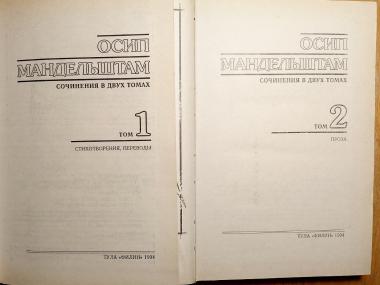 ОСИП
МАНДЕЛЬШТАМ
СОЧИНЕНИЯ В ДВУХ ТОМАХ
ТОМ 1
СТИХОТВОРЕНИЯ, ПЕРЕВОДЫ
ТУЛА «ФИЛИН» 1994
ОСИП
МАНДЕЛЬШТАМ
СОЧИНЕНИЯ В ДВУХ ТОМАХ
ТОМ 2
ПРОЗА
ТУЛА «ФИЛИН» 1994